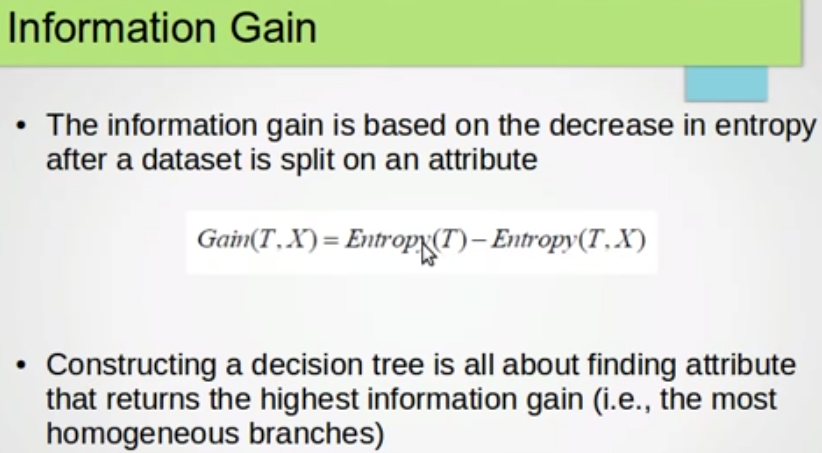 Information Gain
• The information gain is based on the decrease in entropy
after a dataset is split on an attribute
Gain(T, X) = Entropy(T) – Entropy(T, X)
• Constructing a decision tree is all about finding attribute
that returns the highest information gain (i.e., the most
homogeneous branches)